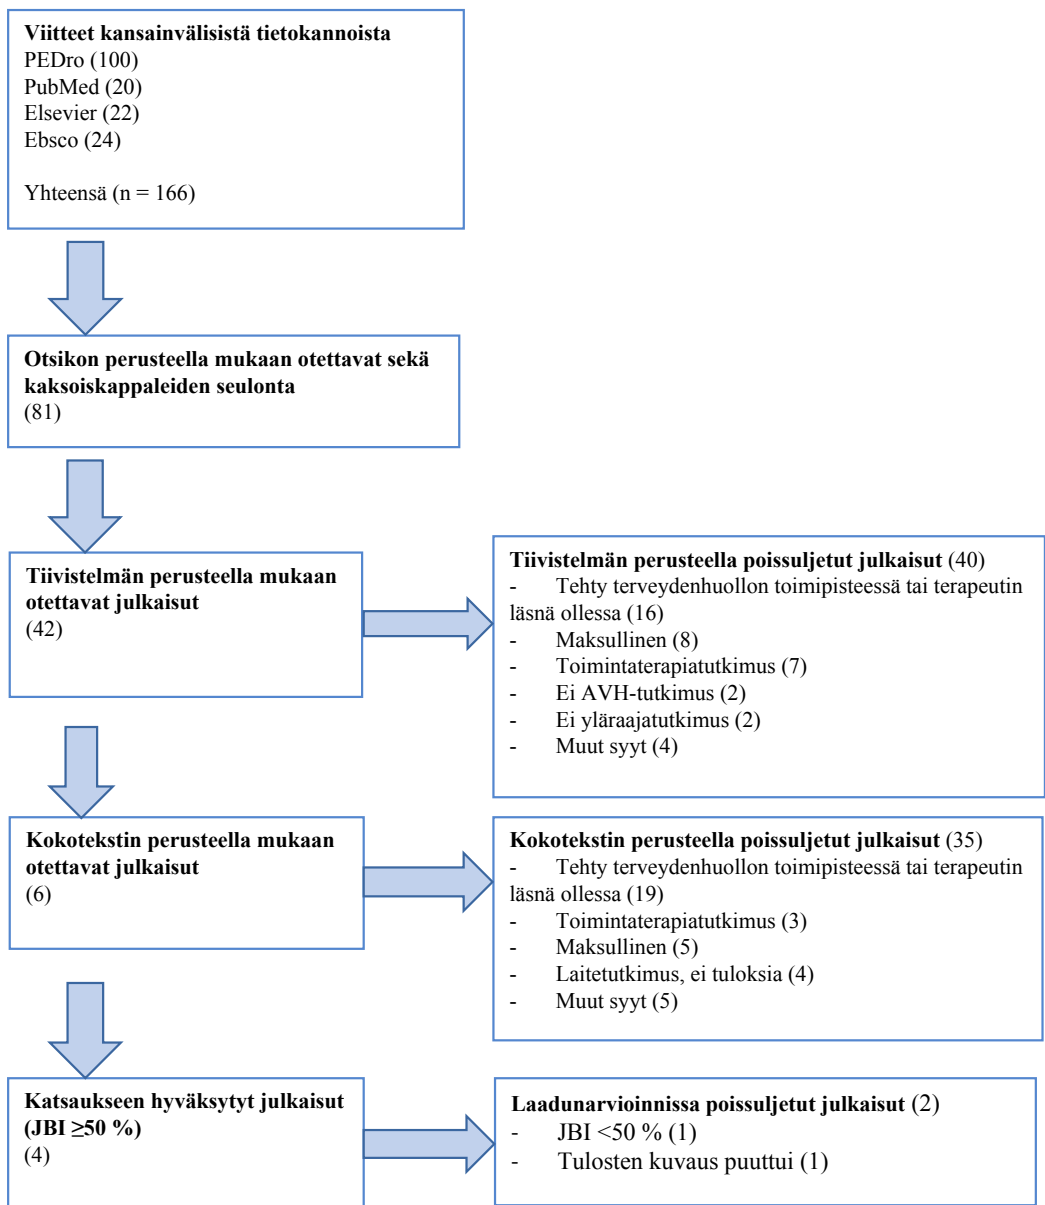 Viitteet kansainvälisistä tietokannoista
PEDro (100)
PubMed (20)
Elsevier (22)
Ebsco (24)
Yhteensä (n = 166)
Otsikon perusteella mukaan otettavat sekä
kaksoiskappaleiden seulonta
(81)
Tiivistelmän perusteella mukaan
otettavat julkaisut
(42)
Tiivistelmän perusteella poissuljetut julkaisut (40)
- Tehty terveydenhuollon toimipisteessä tai terapeutin
läsnä ollessa (16)
- Maksullinen (8)
- Toimintaterapiatutkimus (7)
- Ei AVH-tutkimus (2)
- Ei yläraajatutkimus (2)
- Muut syyt (4)
Kokotekstin perusteella mukaan
otettavat julkaisut
(6)
Kokotekstin perusteella poissuljetut julkaisut (35)
- Tehty terveydenhuollon toimipisteessä tai terapeutin
läsnä ollessa (19)
- Toimintaterapiatutkimus (3)
- Maksullinen (5)
- Laitetutkimus, ei tuloksia (4)
- Muut syyt (5)
Katsaukseen hyväksytyt julkaisut
(JBI ≥50 %)
(4)
Laadunarvioinnissa poissuljetut julkaisut (2)
- JBI <50 % (1)
- Tulosten kuvaus puuttui (1)